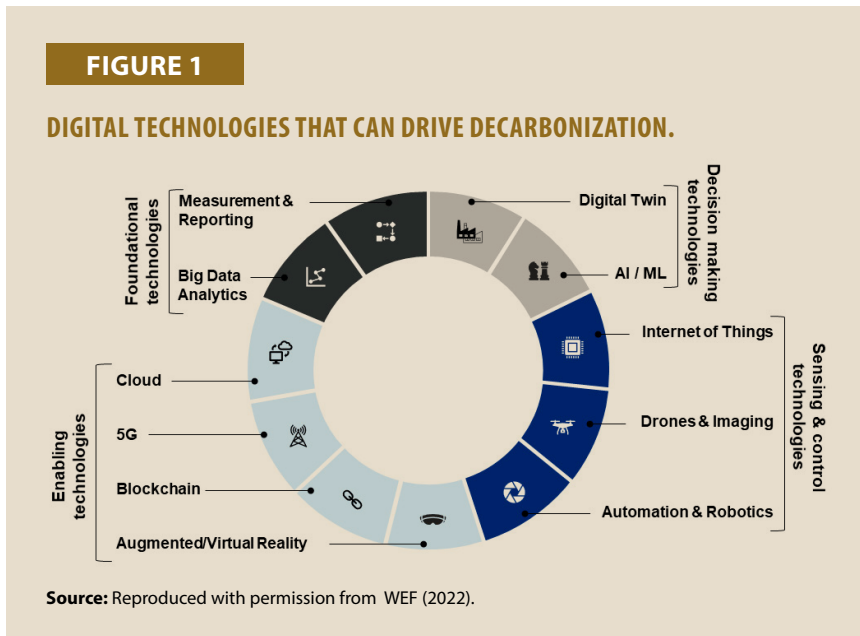 FIGURE 1
DIGITAL TECHNOLOGIES THAT CAN DRIVE DECARBONIZATION.
Foundational
technologies
Measurement &
Reporting
Big Data
Analytics
Decision making
technologies
Digital Twin
AI / ML
Internet of Things
Drones & Imaging
Automation & Robotics
Sensing & control
technologies
Enabling
technologies
Cloud
5G
Blockchain
Augmented/Virtual Reality
Source: Reproduced with permission from WEF (2022).